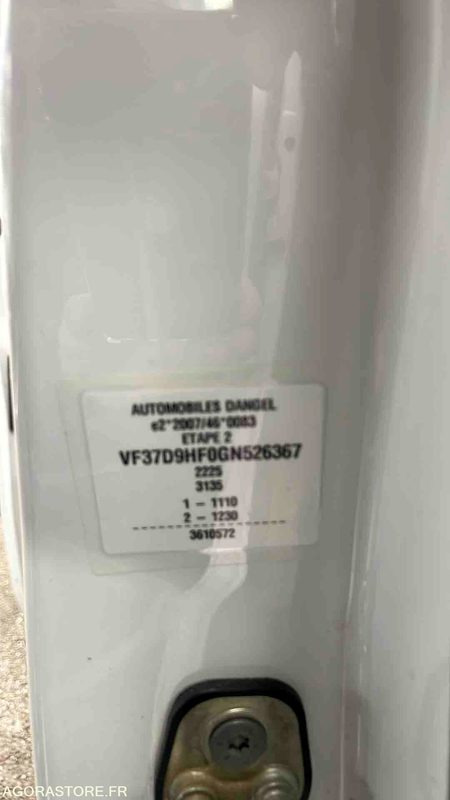 AUTOMOBILES DANGEL
e2*2007/46*0083
ETAPE 2
VF37D9HF0GN526367
2225
3135
1 - 1110
2 - 1230
3610572
AGORASTORE.FR